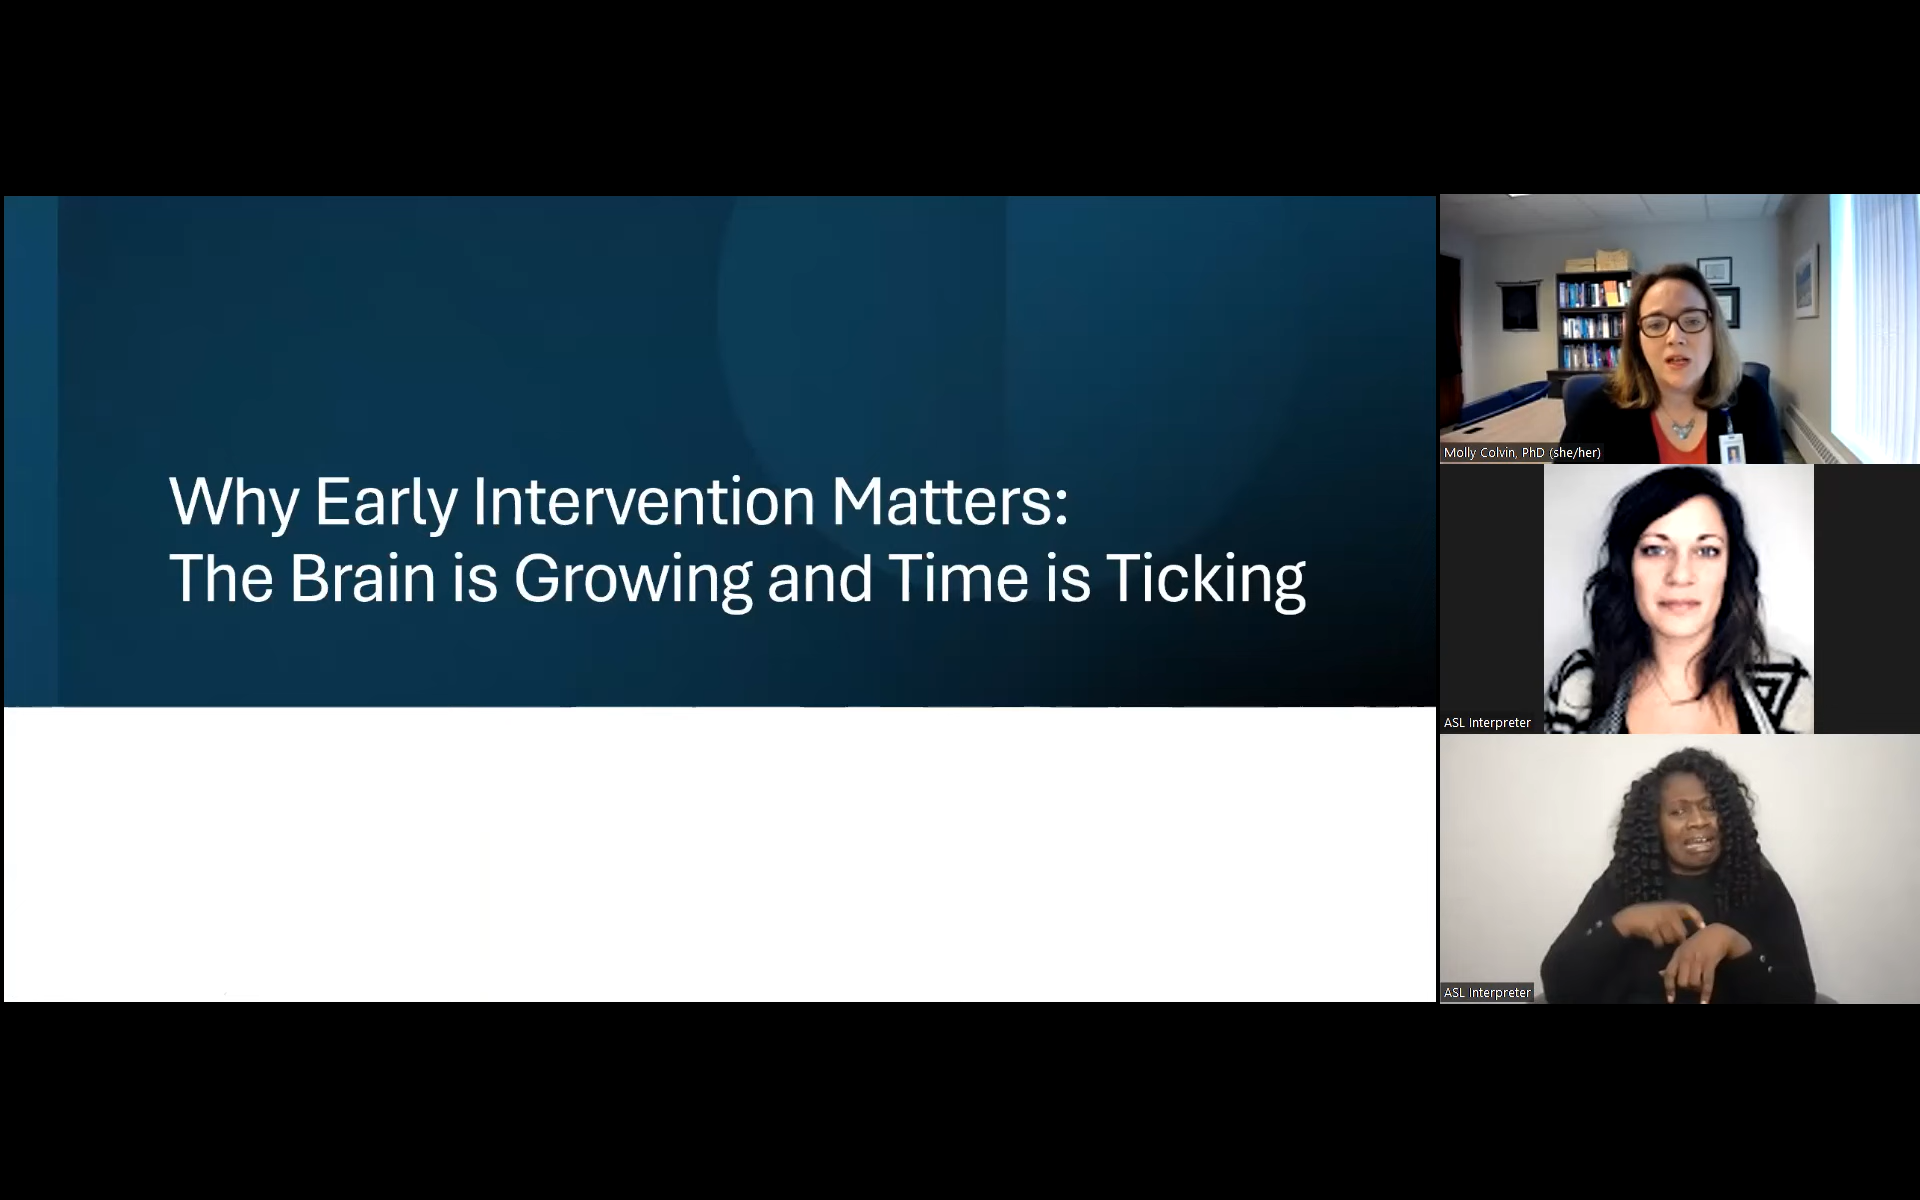 Why Early Intervention Matters:
The Brain is Growing and Time is Ticking
Molly Colvin, PhD (she/her)
ASL Interpreter
ASL Interpreter